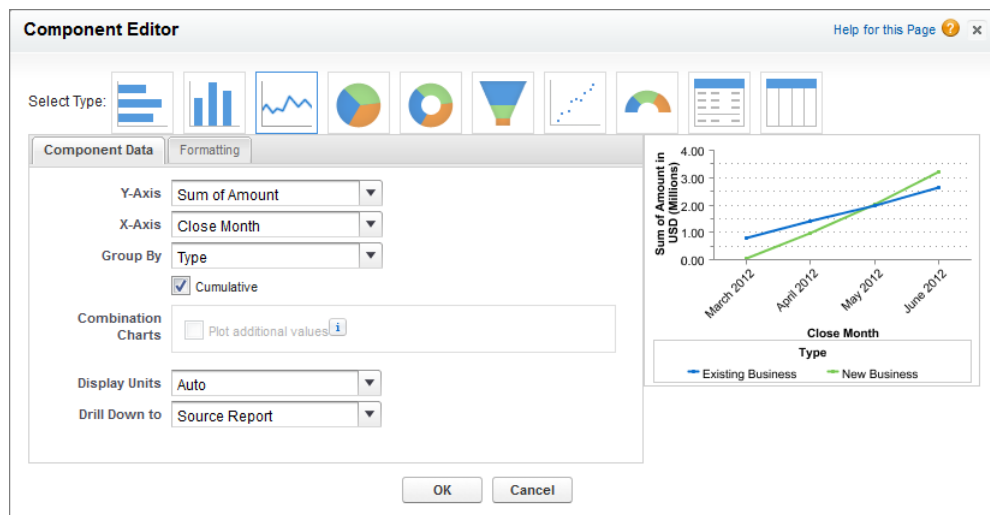 Component Editor
Help for this Page ?
Select Type:
Component Data
Formatting
Y-Axis Sum of Amount
X-Axis Close Month
Group By Type
Cumulative
Combination
Charts
Plot additional values i
Display Units Auto
Drill Down to Source Report
Sum of Amount in
USD (Millions)
4.00
3.00
2.00
1.00
0.00
March 2012
April 2012
May 2012
June 2012
Close Month
Type
Existing Business New Business
OK Cancel